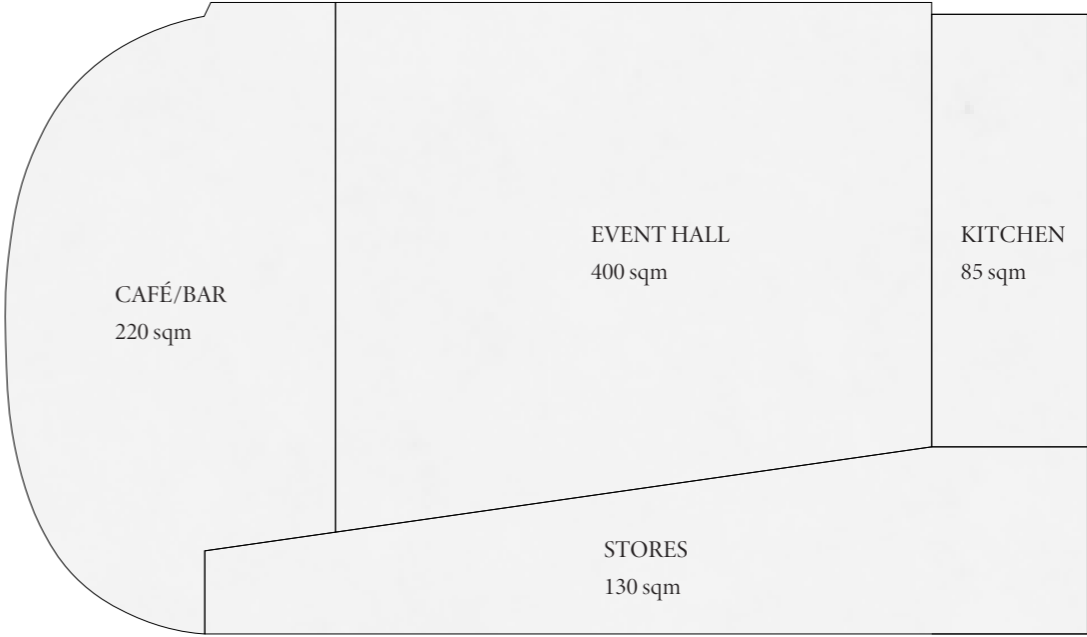 EVENT HALL
400 sqm
KITCHEN
85 sqm
CAFÉ/BAR
220 sqm
STORES
130 sqm